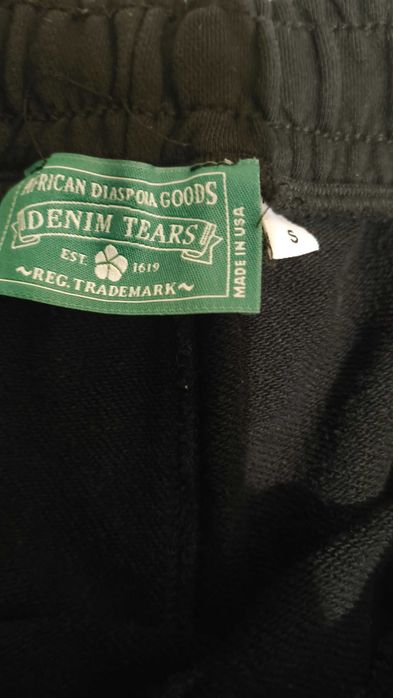 AFRICAN DIASPORA GOODS
DENIM TEARS
EST. 1619
~REG. TRADEMARK~
MADE IN USA
S